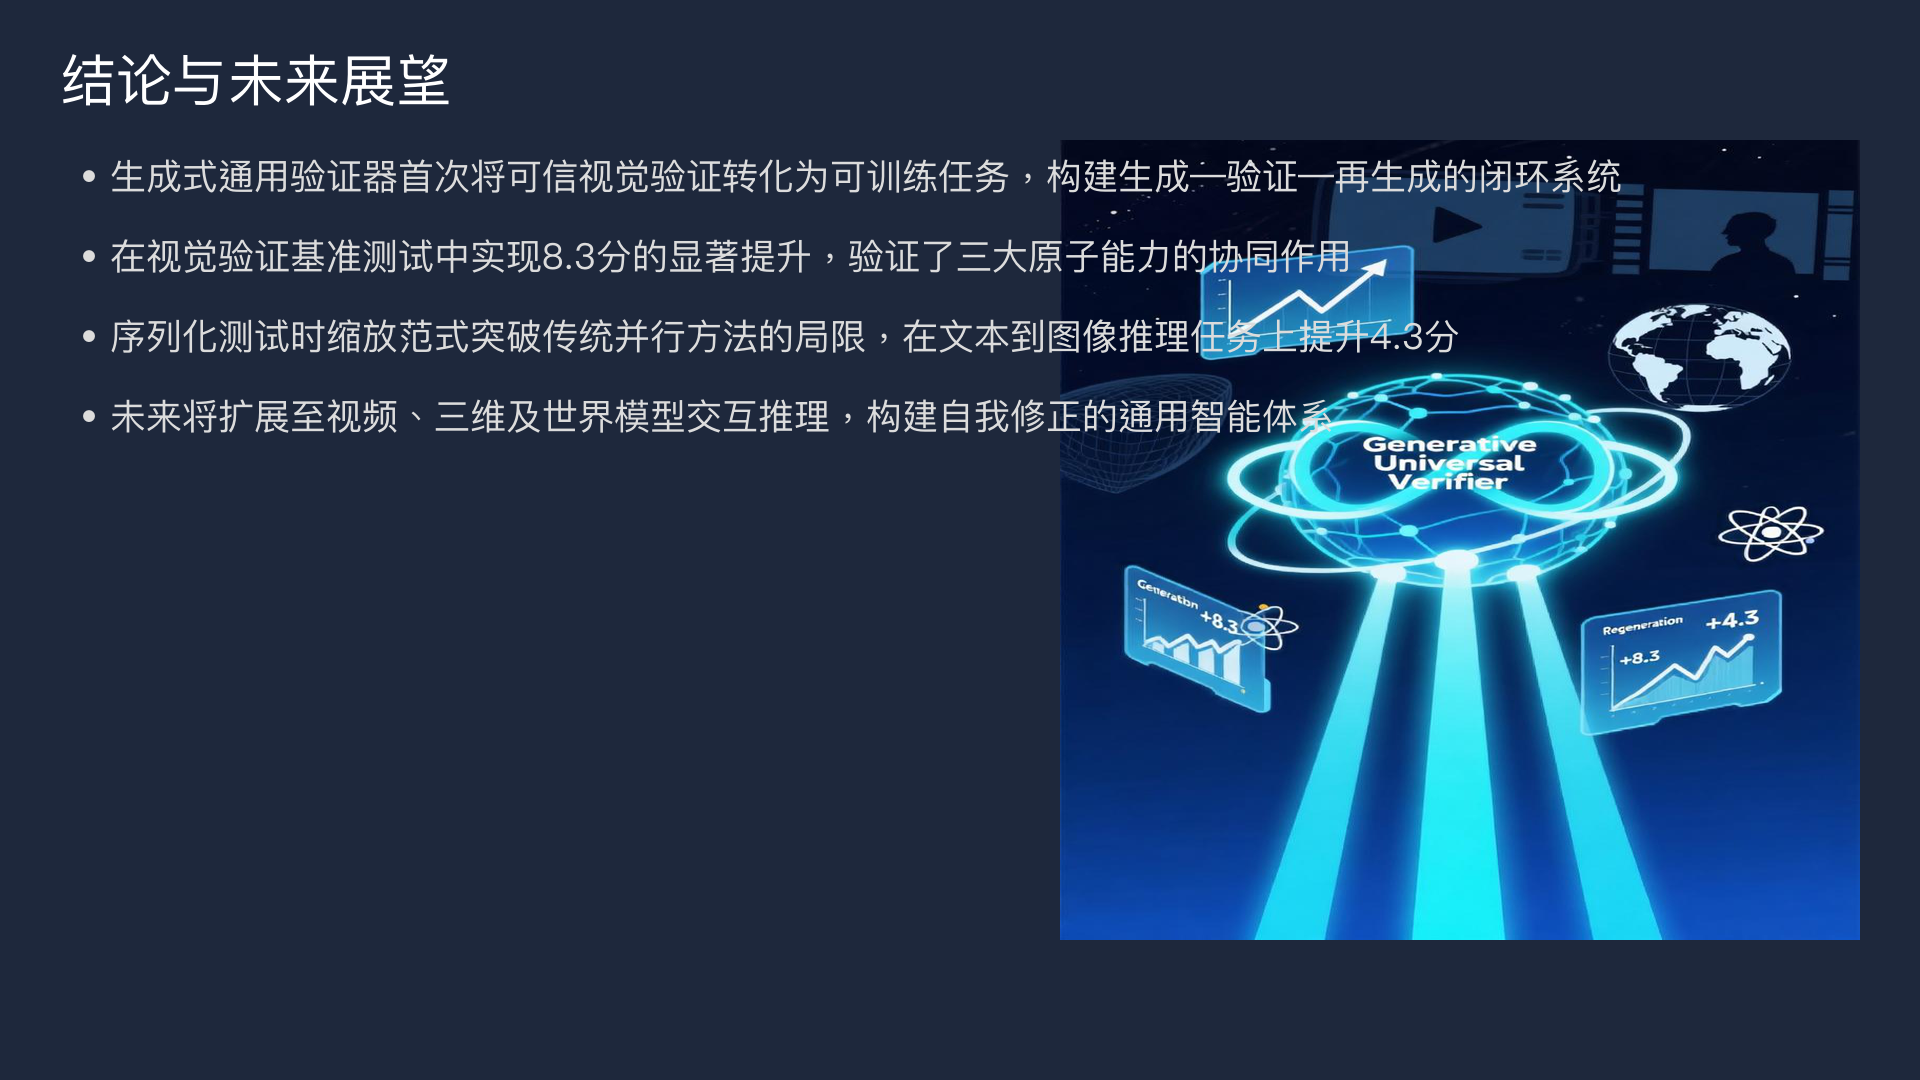 结论与未来展望
• 生成式通用验证器首次将可信视觉验证转化为可训练任务，构建生成—验证—再生成的闭环系统
• 在视觉验证基准测试中实现8.3分的显著提升，验证了三大原子能力的协同作用
• 序列化测试时缩放范式突破传统并行方法的局限，在文本到图像推理任务上提升4.3分
• 未来将扩展至视频、三维及世界模型交互推理，构建自我修正的通用智能体系
Generative
Universal
Verifier
Generation
+8.3
Regeneration
+4.3
+8.3